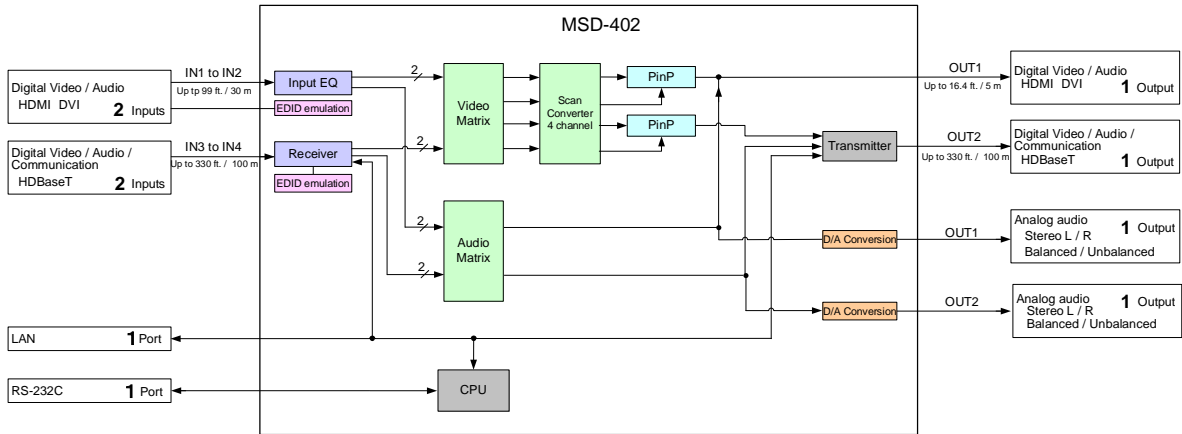 MSD-402
Digital Video / Audio
HDMI DVI
2 Inputs
IN1 to IN2
Up tp 99 ft. / 30 m
Input EQ
EDID emulation
2
2
Video
Matrix
Scan
Converter
4 channel
PinP
PinP
OUT1
Up to 16.4 ft. / 5 m
Digital Video / Audio
HDMI DVI
1 Output
Digital Video / Audio /
Communication
HDBaseT
2 Inputs
IN3 to IN4
Up to 330 ft. / 100 m
Receiver
EDID emulation
Transmitter
OUT2
Up to 330 ft. / 100 m
Digital Video / Audio /
Communication
HDBaseT
1 Output
2
2
Audio
Matrix
D/A Conversion
OUT1
Analog audio
Stereo L / R
Balanced / Unbalanced
1 Output
D/A Conversion
OUT2
Analog audio
Stereo L / R
Balanced / Unbalanced
1 Output
LAN
1 Port
RS-232C
1 Port
CPU